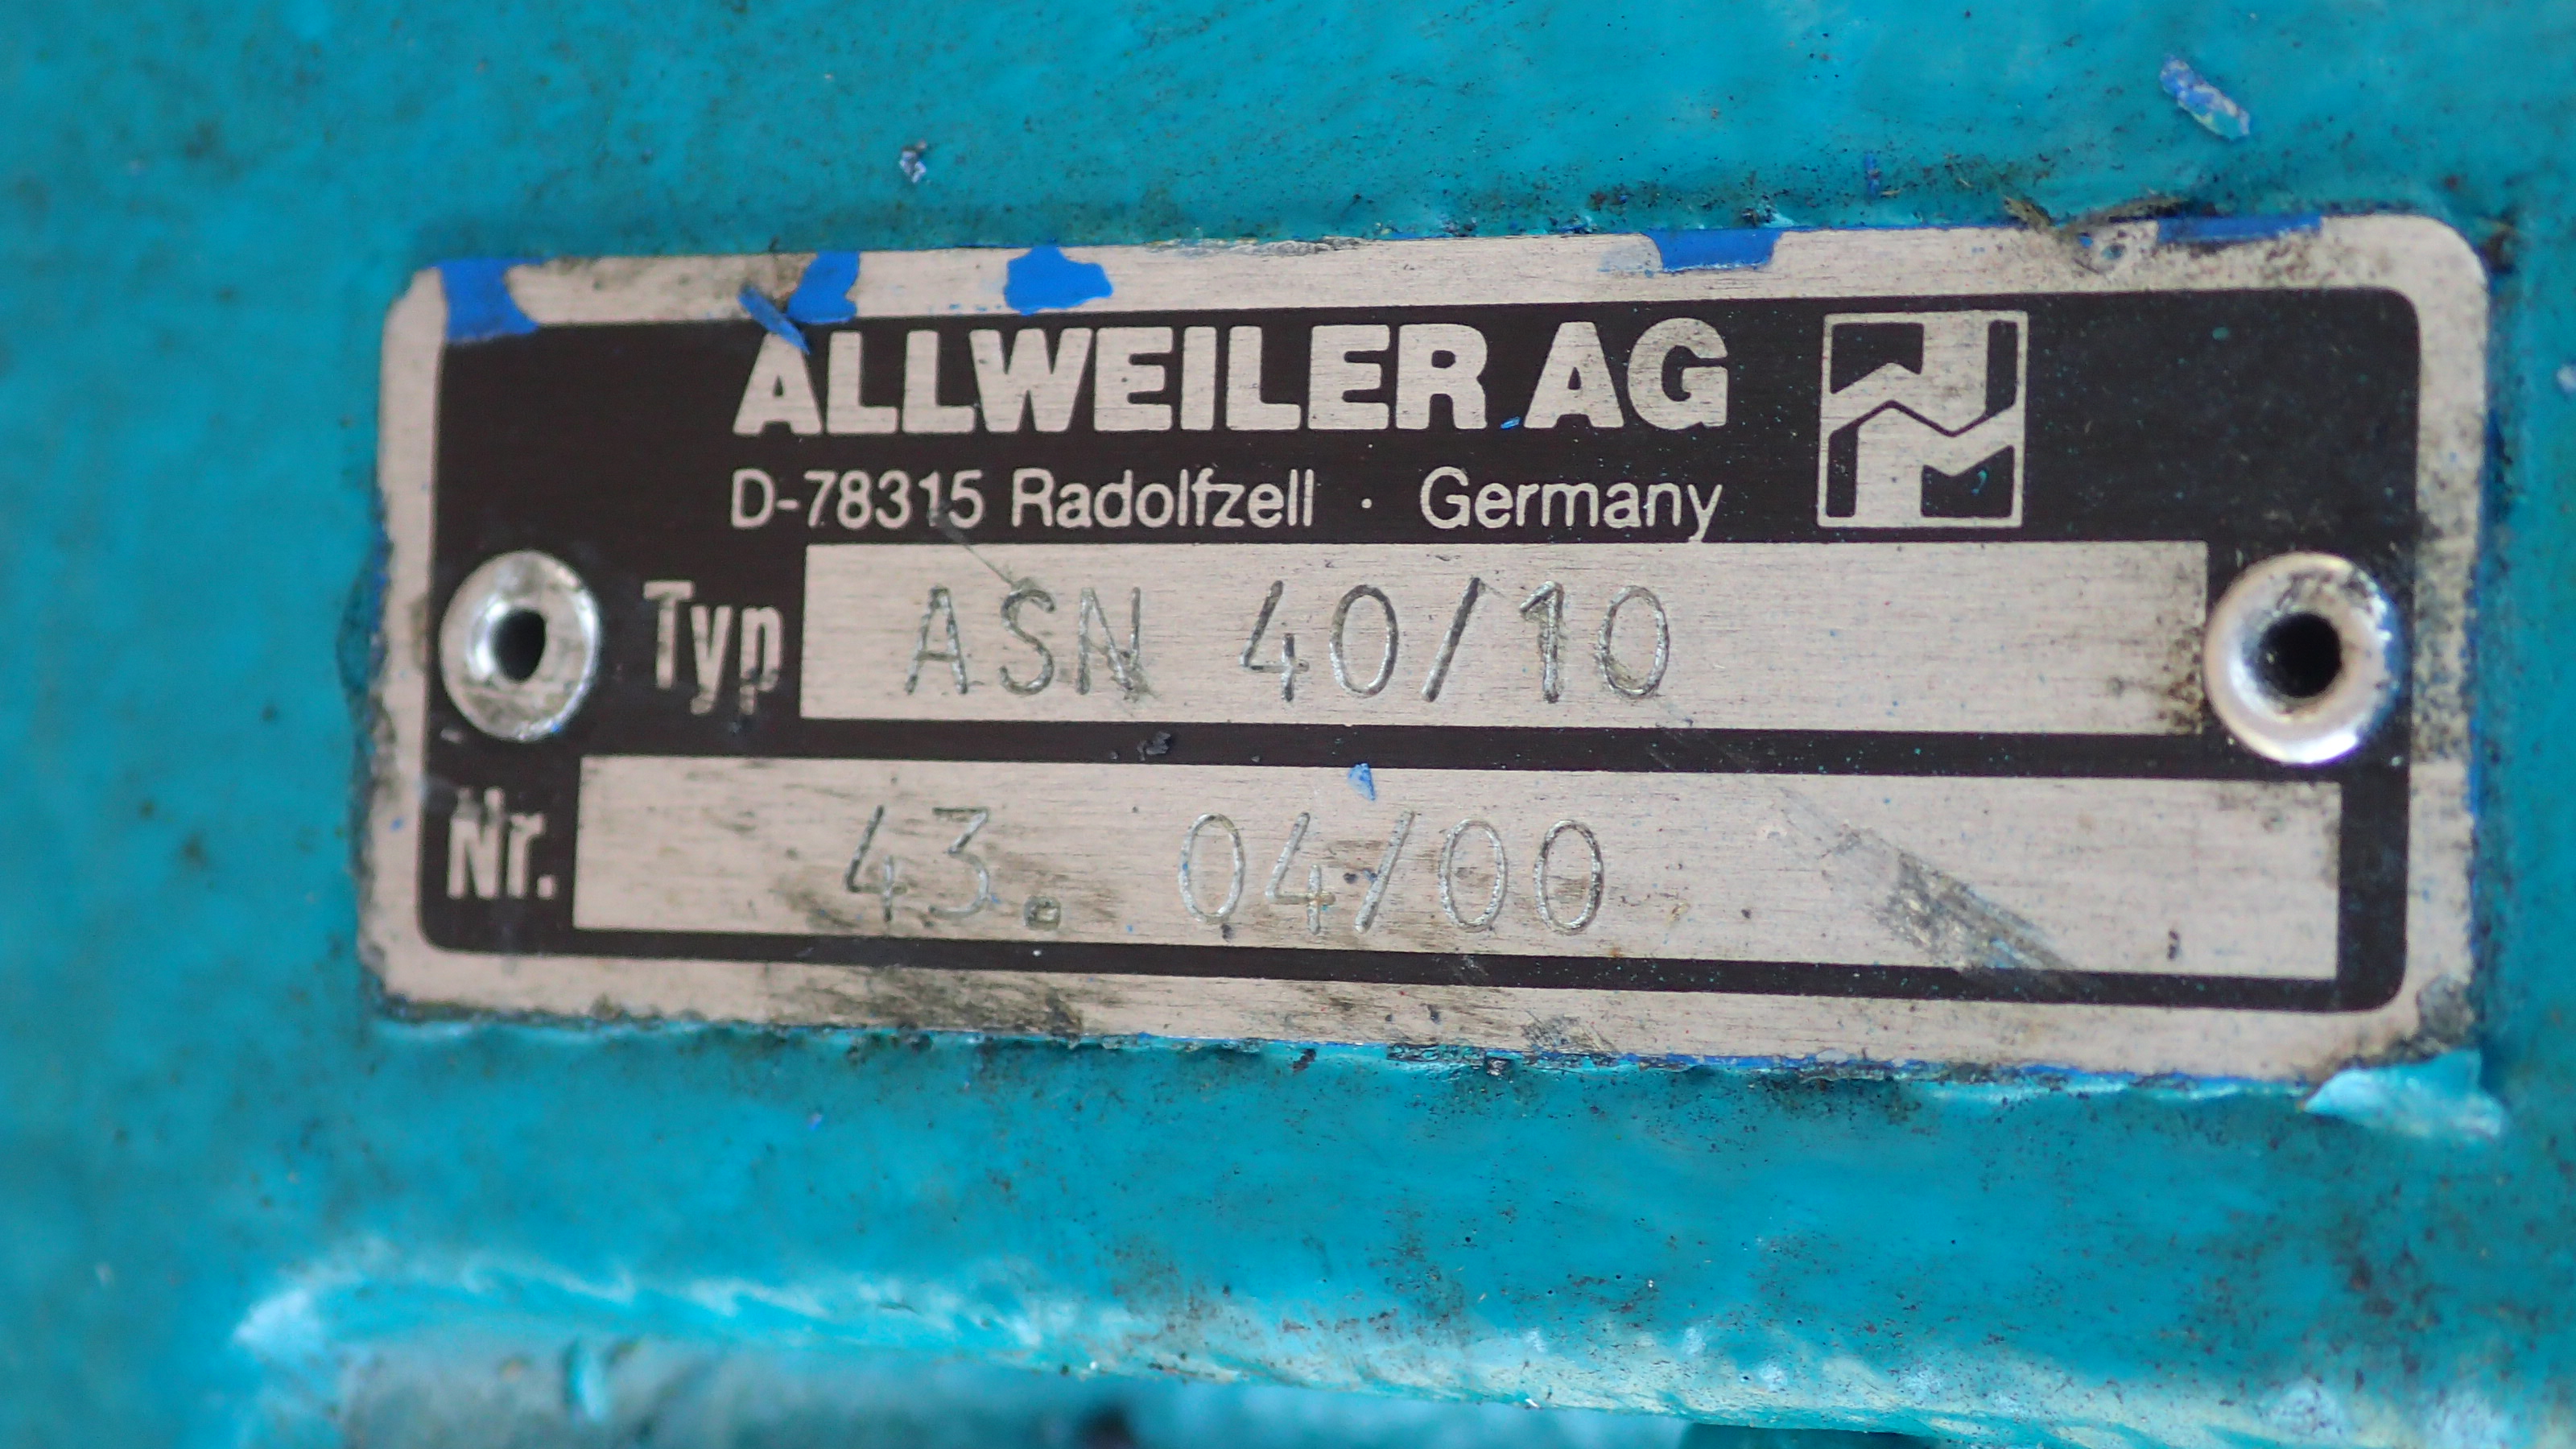 ALLWEILER AG
D-78315 Radolfzell · Germany
Typ ASN 40/10
Nr. 43. 04/00